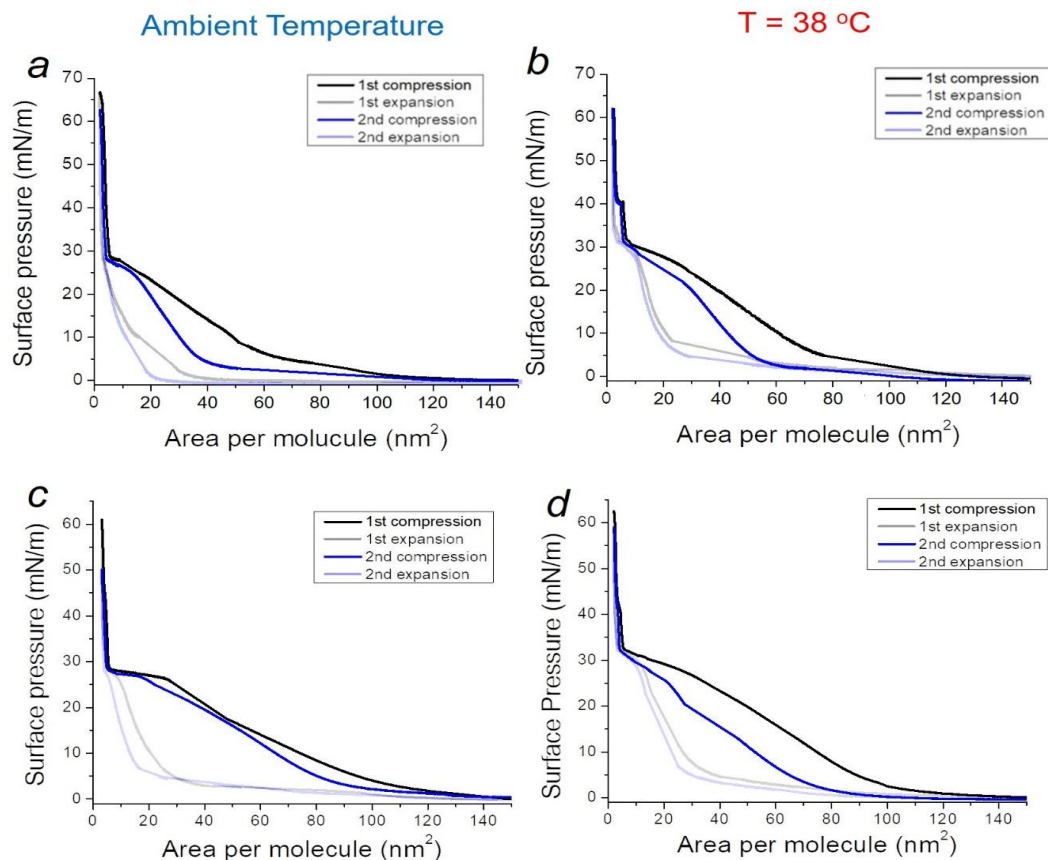 Ambient Temperature
T = 38 °C
a
70
60
50
40
30
20
10
0
0 20 40 60 80 100 120 140
Surface pressure (mN/m)
Area per molucule (nm²)
1st compression
1st expansion
2nd compression
2nd expansion
b
70
60
50
40
30
20
10
0
0 20 40 60 80 100 120 140
Surface pressure (mN/m)
Area per molecule (nm²)
1st compression
1st expansion
2nd compression
2nd expansion
c
60
50
40
30
20
10
0
0 20 40 60 80 100 120 140
Surface pressure (mN/m)
Area per molecule (nm²)
1st compression
1st expansion
2nd compression
2nd expansion
d
60
50
40
30
20
10
0
0 20 40 60 80 100 120 140
Surface Pressure (mN/m)
Area per molecule (nm²)
1st compression
1st expansion
2nd compression
2nd expansion